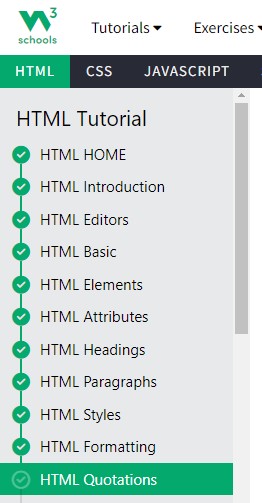 W3
schools
Tutorials Exercises
HTML CSS JAVASCRIPT
HTML Tutorial
HTML HOME
HTML Introduction
HTML Editors
HTML Basic
HTML Elements
HTML Attributes
HTML Headings
HTML Paragraphs
HTML Styles
HTML Formatting
HTML Quotations